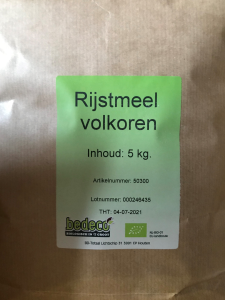 Rijstmeel
volkoren
Inhoud: 5 kg.
Artikelnummer: 50300
Lotnummer: 000246435
THT: 04-07-2021
bedeco